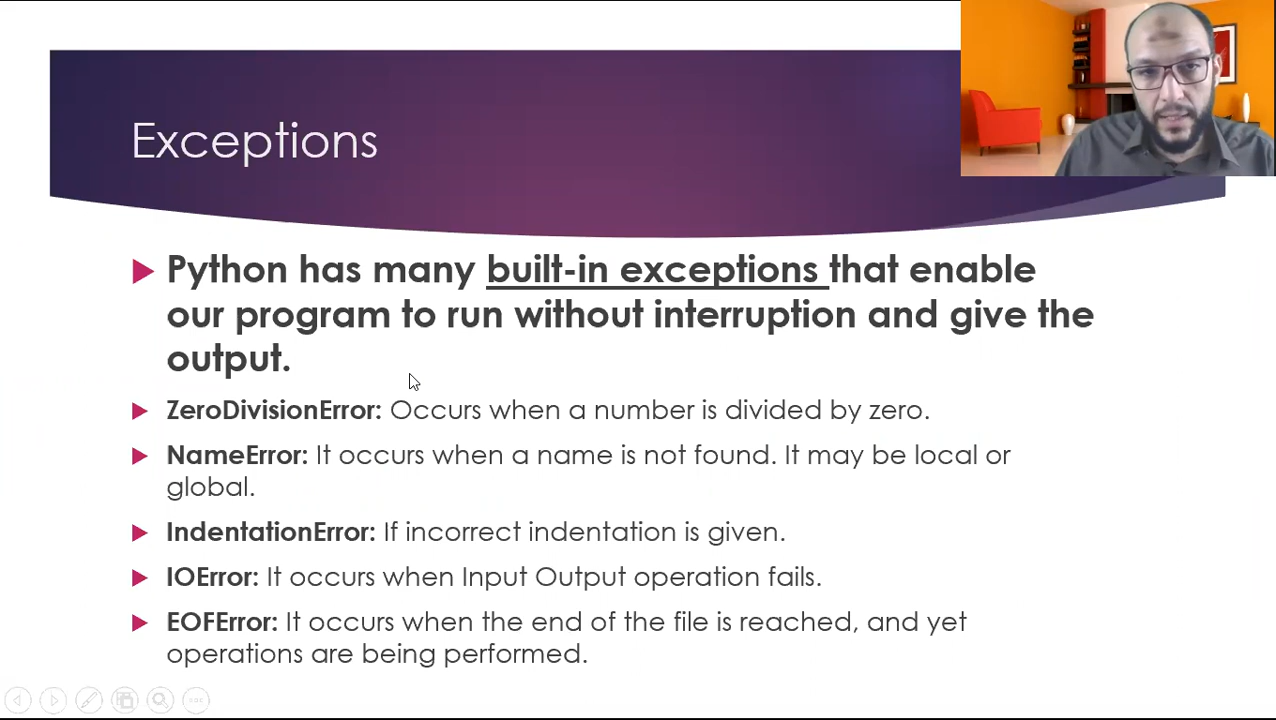 Exceptions
Python has many built-in exceptions that enable
our program to run without interruption and give the
output.
ZeroDivisionError: Occurs when a number is divided by zero.
NameError: It occurs when a name is not found. It may be local or
global.
IndentationError: If incorrect indentation is given.
IOError: It occurs when Input Output operation fails.
EOFError: It occurs when the end of the file is reached, and yet
operations are being performed.